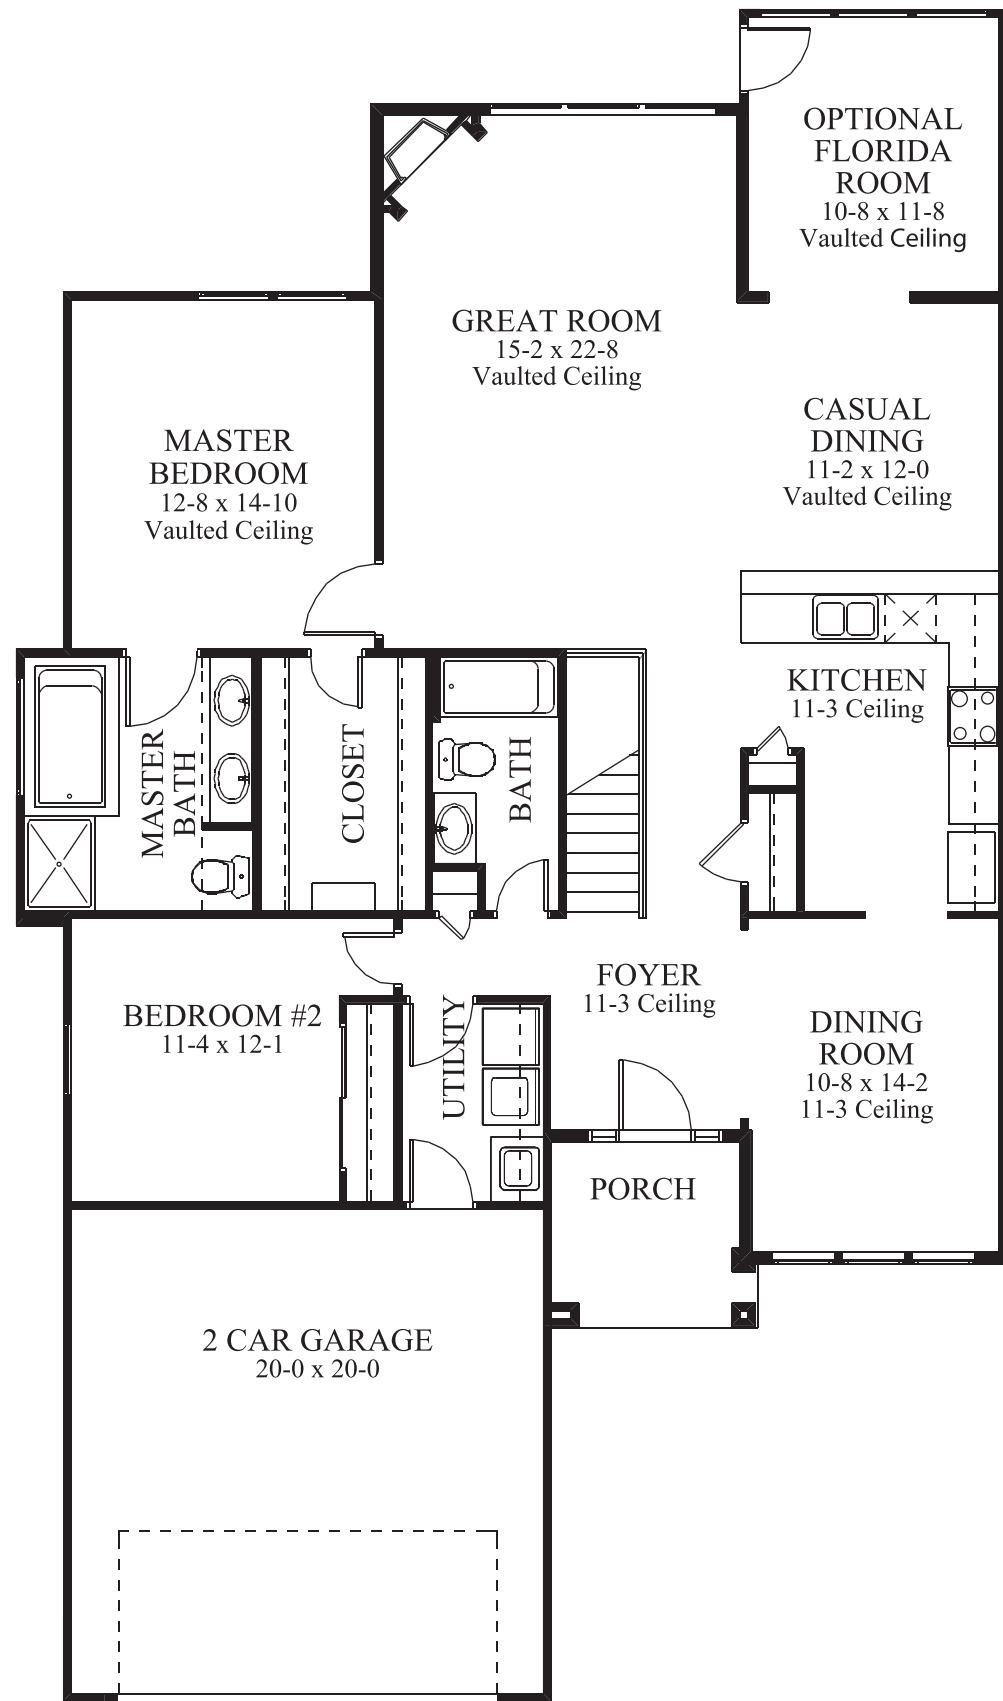 OPTIONAL
FLORIDA
ROOM
10-8 x 11-8
Vaulted Ceiling
GREAT ROOM
15-2 x 22-8
Vaulted Ceiling
CASUAL
DINING
11-2 x 12-0
Vaulted Ceiling
MASTER
BEDROOM
12-8 x 14-10
Vaulted Ceiling
KITCHEN
11-3 Ceiling
MASTER
BATH
CLOSET
BATH
FOYER
11-3 Ceiling
BEDROOM #2
11-4 x 12-1
UTILITY
DINING
ROOM
10-8 x 14-2
11-3 Ceiling
PORCH
2 CAR GARAGE
20-0 x 20-0